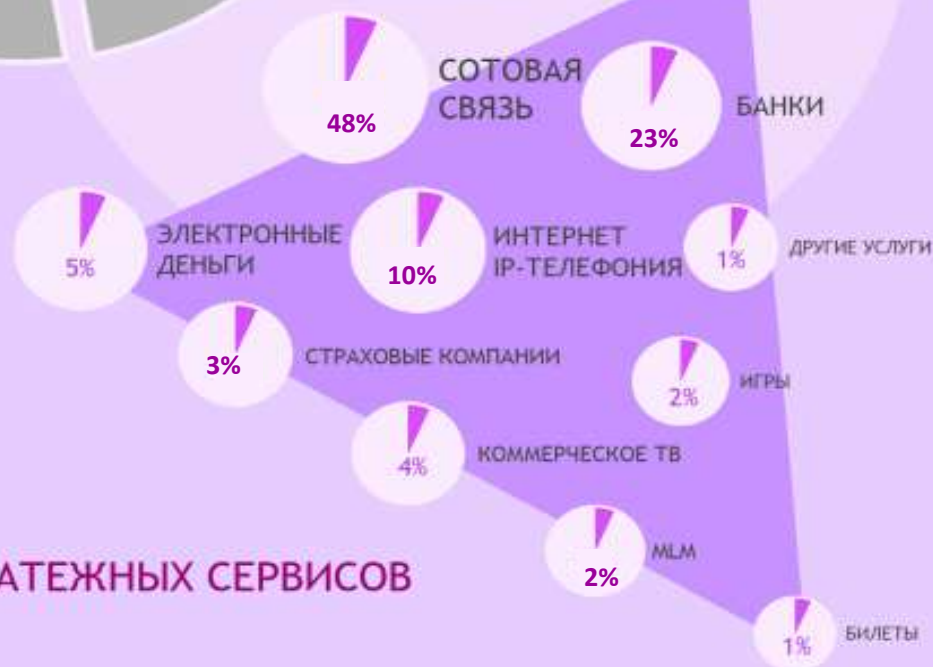 СОТОВАЯ
СВЯЗЬ
48%
БАНКИ
23%
ЭЛЕКТРОННЫЕ
ДЕНЬГИ
5%
ИНТЕРНЕТ
IP-ТЕЛЕФОНИЯ
10%
ДРУГИЕ УСЛУГИ
1%
СТРАХОВЫЕ КОМПАНИИ
3%
ИГРЫ
2%
КОММЕРЧЕСКОЕ ТВ
4%
MLM
2%
АТЕЖНЫХ СЕРВИСОВ
БИЛЕТЫ
1%